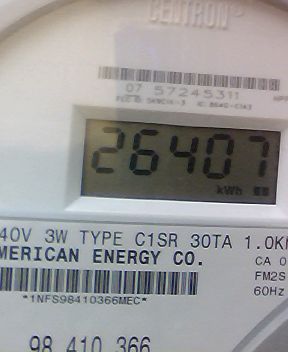 CENTRON®
07 57245311
26407
kWh
40V 3W TYPE C1SR 30TA 1.0K
MERICAN ENERGY CO.
CA 0
FM2S
*1NFS98410366MEC*
60Hz
98 410 366